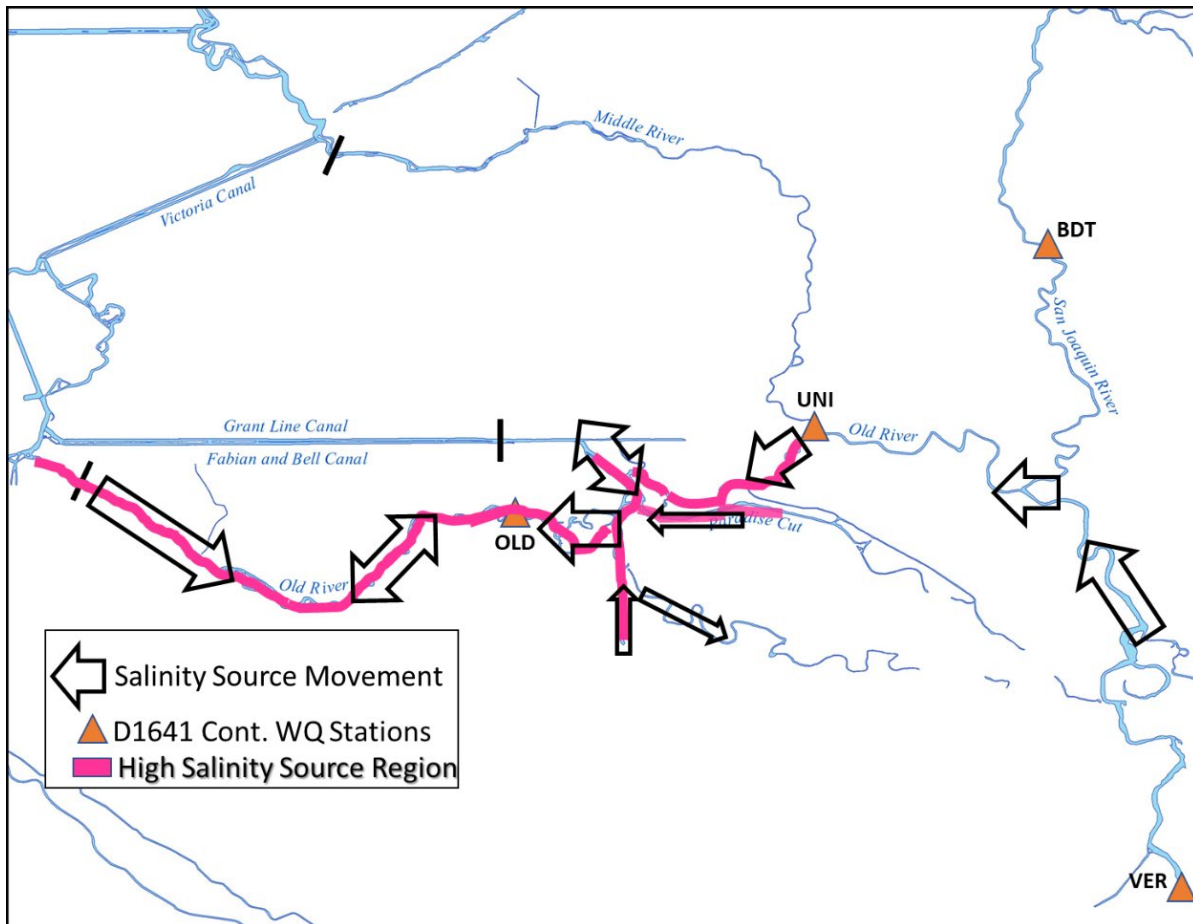 Middle River
Victoria Canal
BDT
San Joaquin River
UNI
Grant Line Canal
Old River
Fabian and Bell Canal
OLD
Paradise Cut
Old River
Salinity Source Movement
D1641 Cont. WQ Stations
High Salinity Source Region
VER